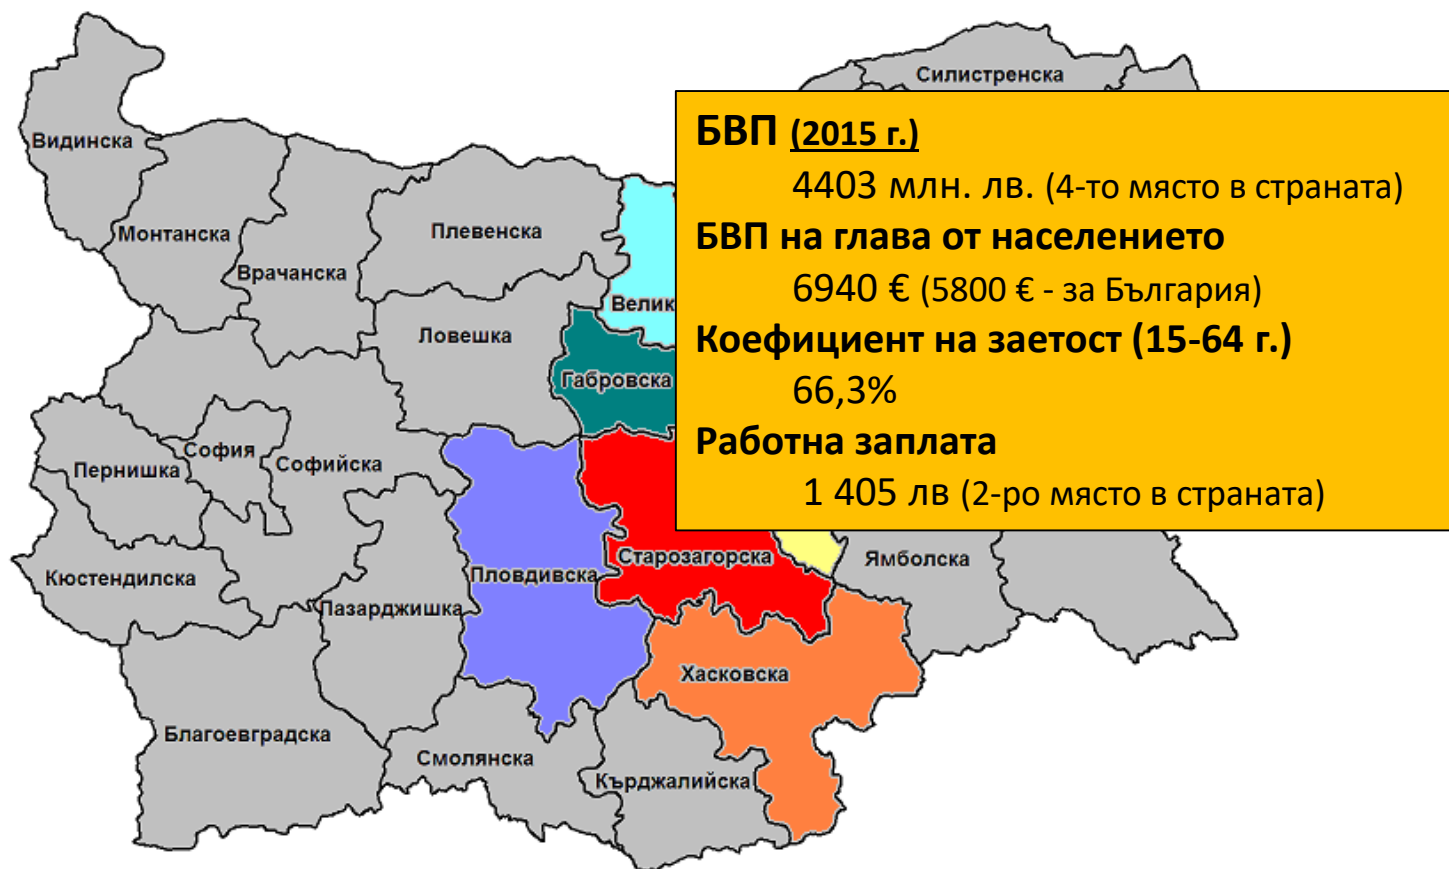 Силистренска
Видинска
БВП (2015 г.)
4403 млн. лв. (4-то място в страната)
БВП на глава от населението
6940 € (5800 € - за България)
Коефициент на заетост (15-64 г.)
66,3%
Работна заплата
1 405 лв (2-ро място в страната)
Монтанска
Плевенска
Врачанска
Велик
Ловешка
Габровска
София
Пернишка
Софийска
Старозагорска
Ямболска
Кюстендилска
Пловдивска
Пазарджишка
Хасковска
Благоевградска
Смолянска
Кърджалийска